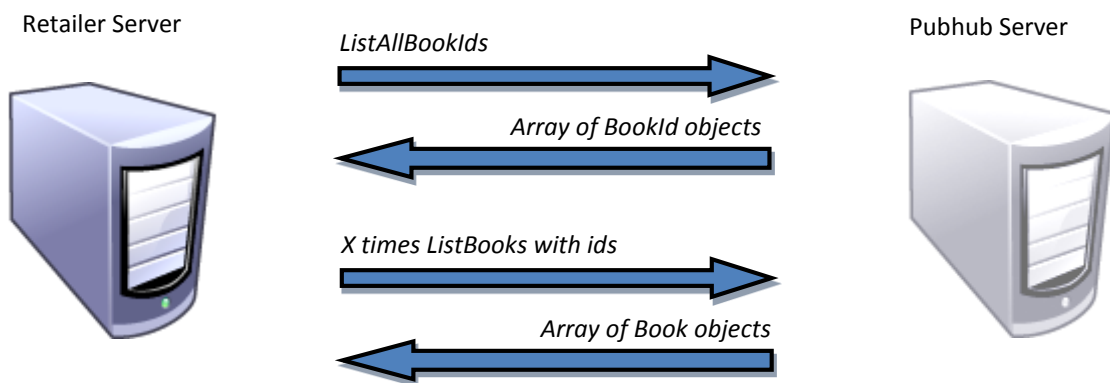 Retailer Server
Pubhub Server
ListAllBookIds
Array of BookId objects
X times ListBooks with ids
Array of Book objects